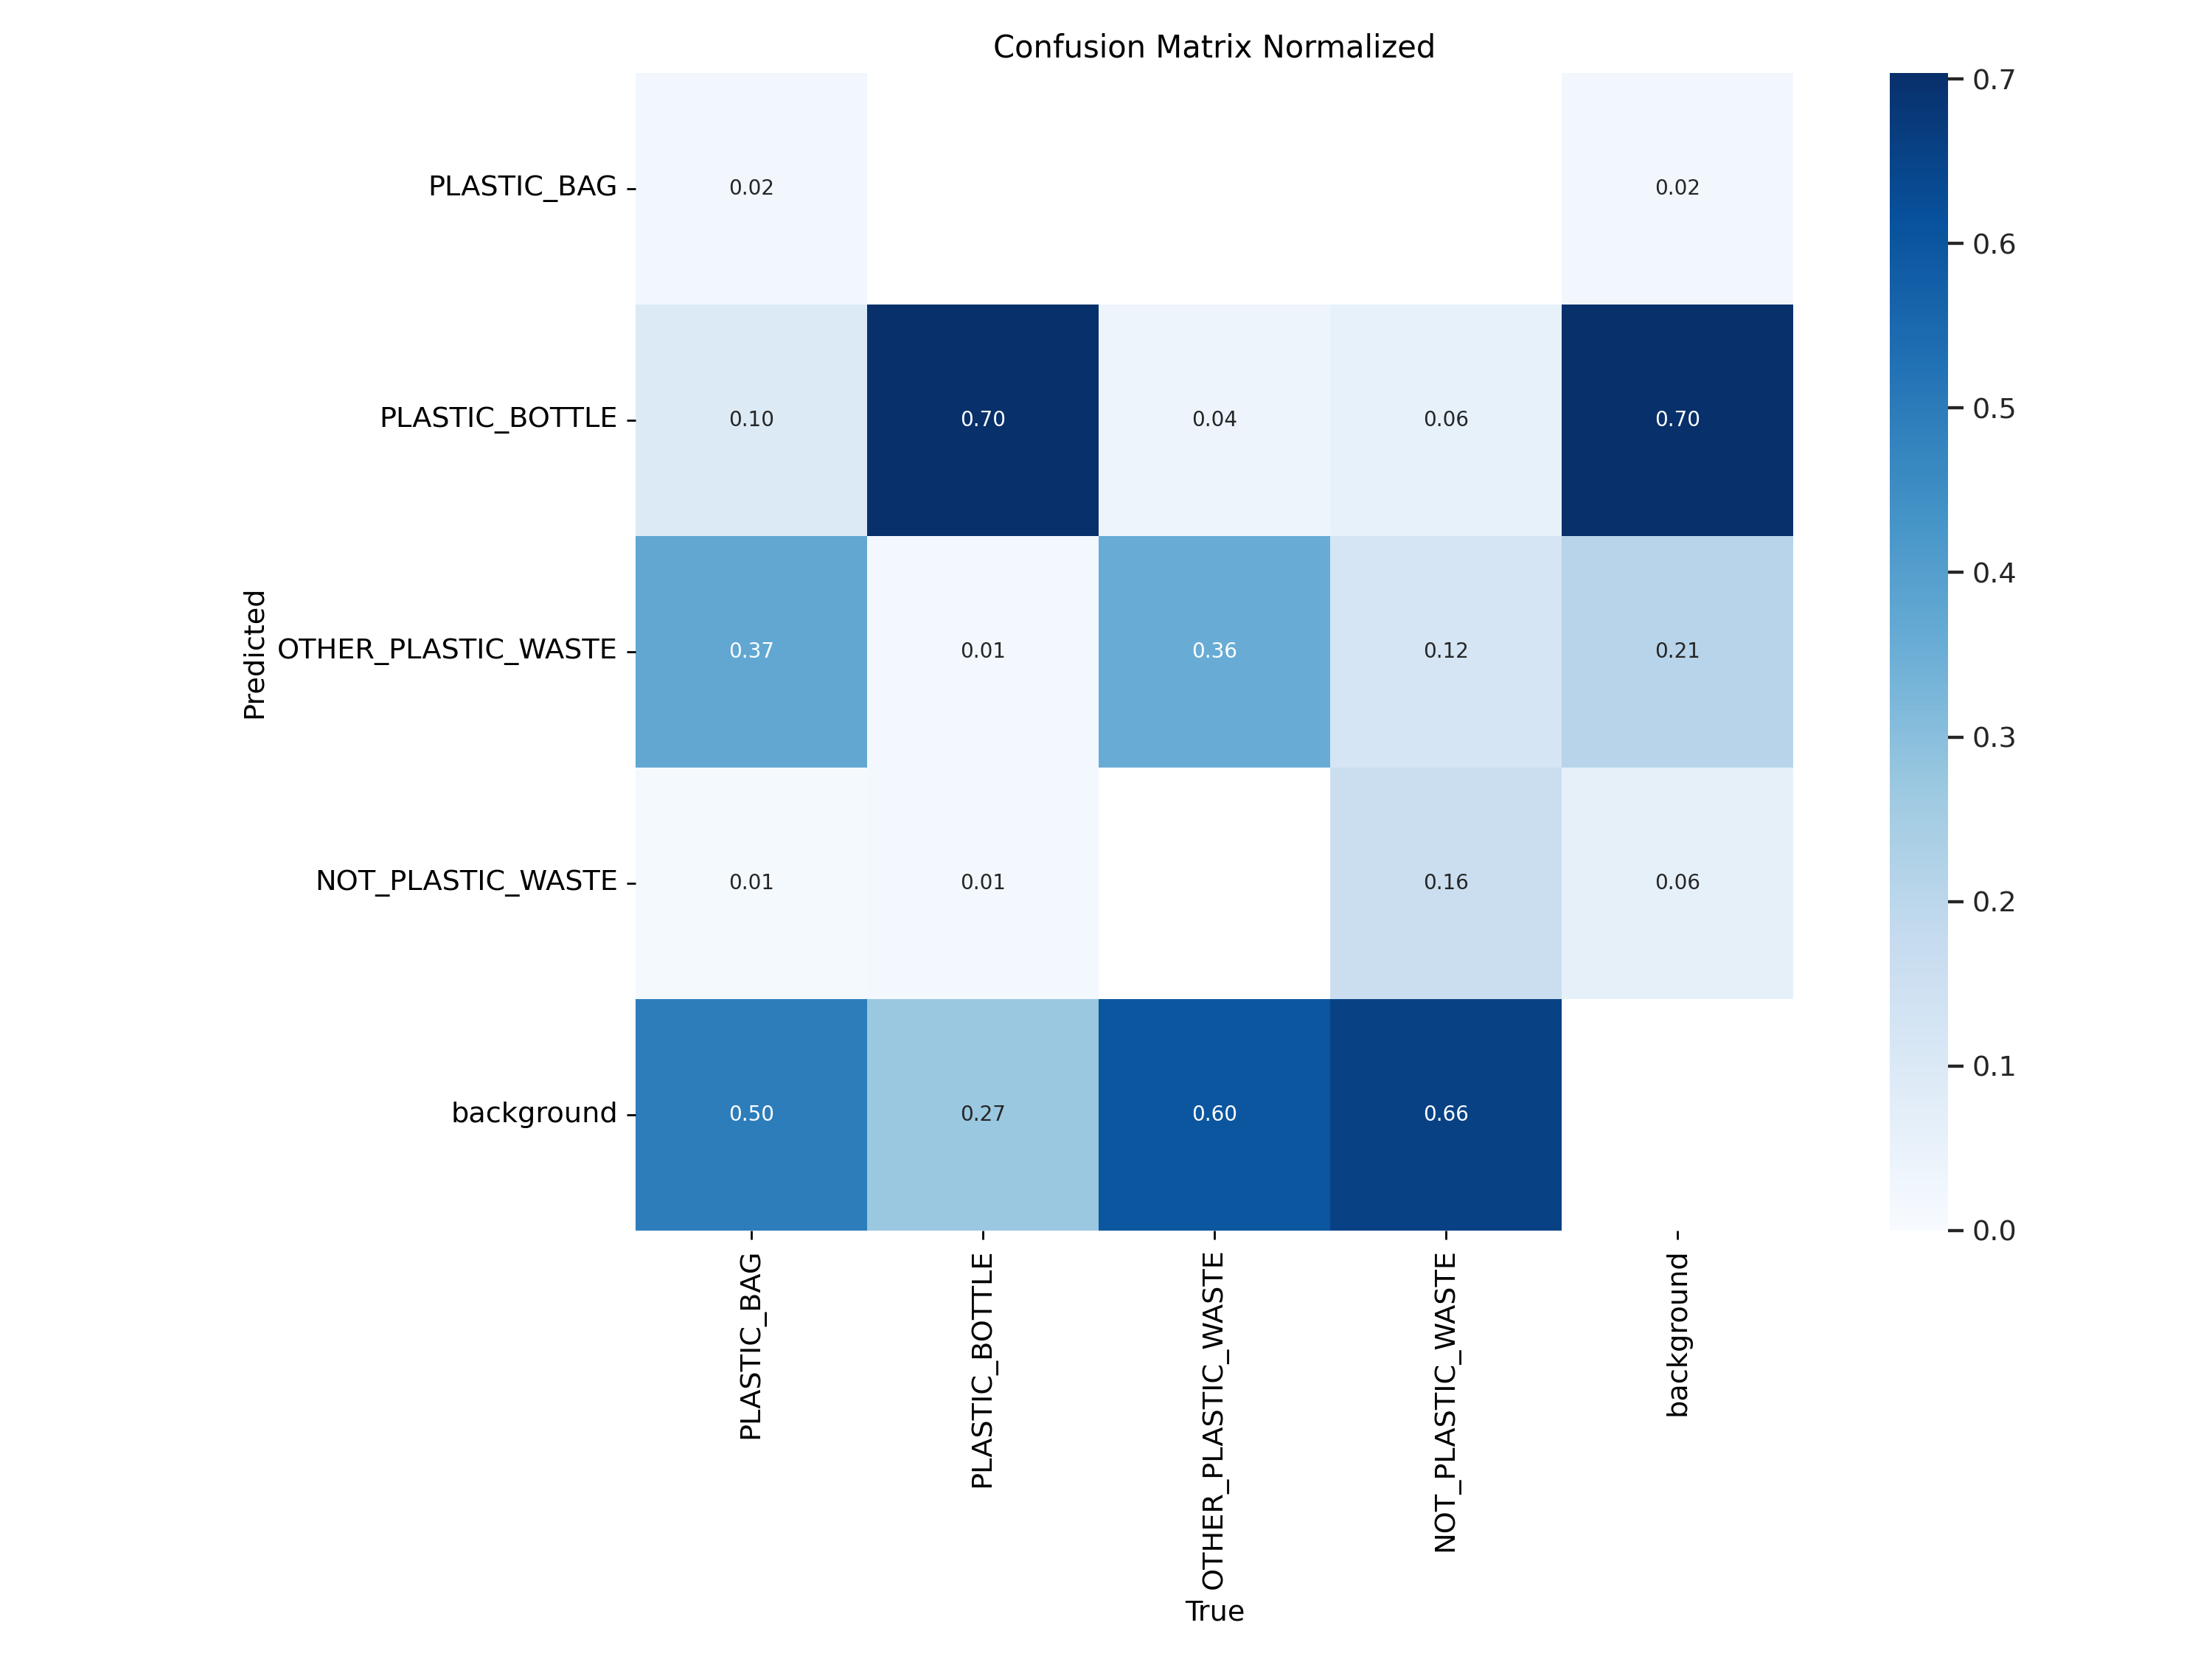 Confusion Matrix Normalized
Predicted
PLASTIC_BAG 0.02 0.02
PLASTIC_BOTTLE 0.10 0.70 0.04 0.06 0.70
OTHER_PLASTIC_WASTE 0.37 0.01 0.36 0.12 0.21
NOT_PLASTIC_WASTE 0.01 0.01 0.16 0.06
background 0.50 0.27 0.60 0.66
PLASTIC_BAG
PLASTIC_BOTTLE
OTHER_PLASTIC_WASTE
NOT_PLASTIC_WASTE
background
True
0.7
0.6
0.5
0.4
0.3
0.2
0.1
0.0